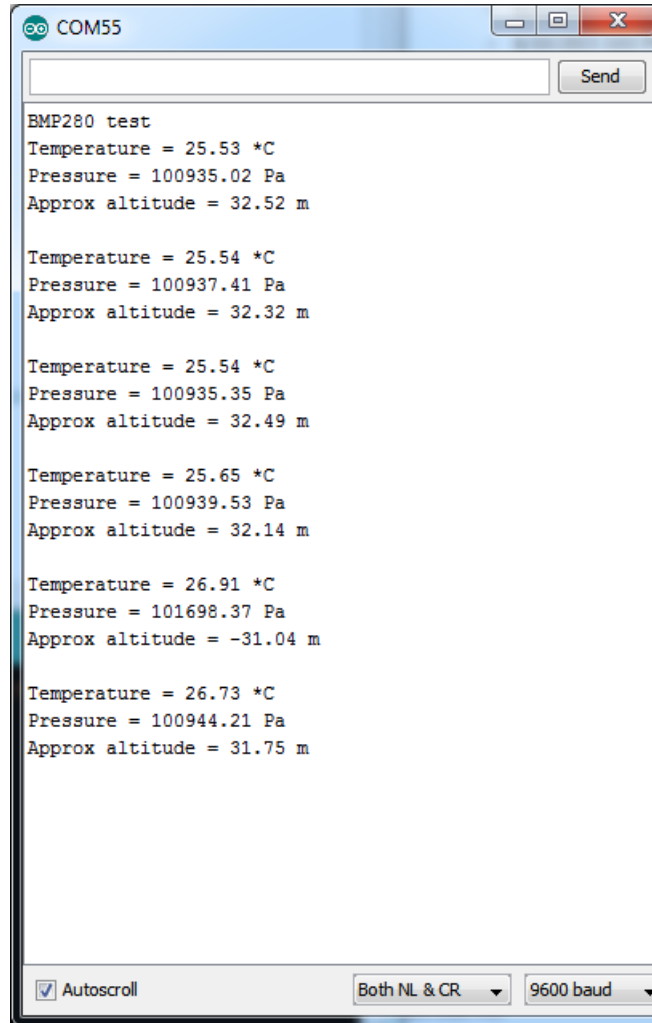 COM55
Send
BMP280 test
Temperature = 25.53 *C
Pressure = 100935.02 Pa
Approx altitude = 32.52 m
Temperature = 25.54 *C
Pressure = 100937.41 Pa
Approx altitude = 32.32 m
Temperature = 25.54 *C
Pressure = 100935.35 Pa
Approx altitude = 32.49 m
Temperature = 25.65 *C
Pressure = 100939.53 Pa
Approx altitude = 32.14 m
Temperature = 26.91 *C
Pressure = 101698.37 Pa
Approx altitude = -31.04 m
Temperature = 26.73 *C
Pressure = 100944.21 Pa
Approx altitude = 31.75 m
Autoscroll Both NL & CR 9600 baud